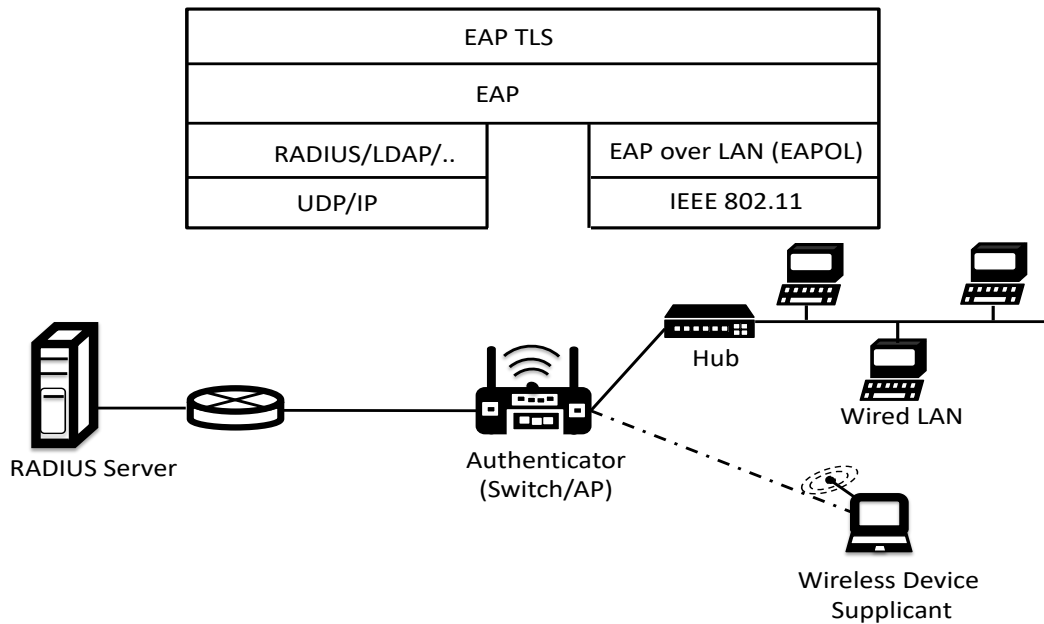 EAP TLS
EAP
RADIUS/LDAP/..
EAP over LAN (EAPOL)
UDP/IP
IEEE 802.11
Hub
Wired LAN
RADIUS Server
Authenticator
(Switch/AP)
Wireless Device
Supplicant